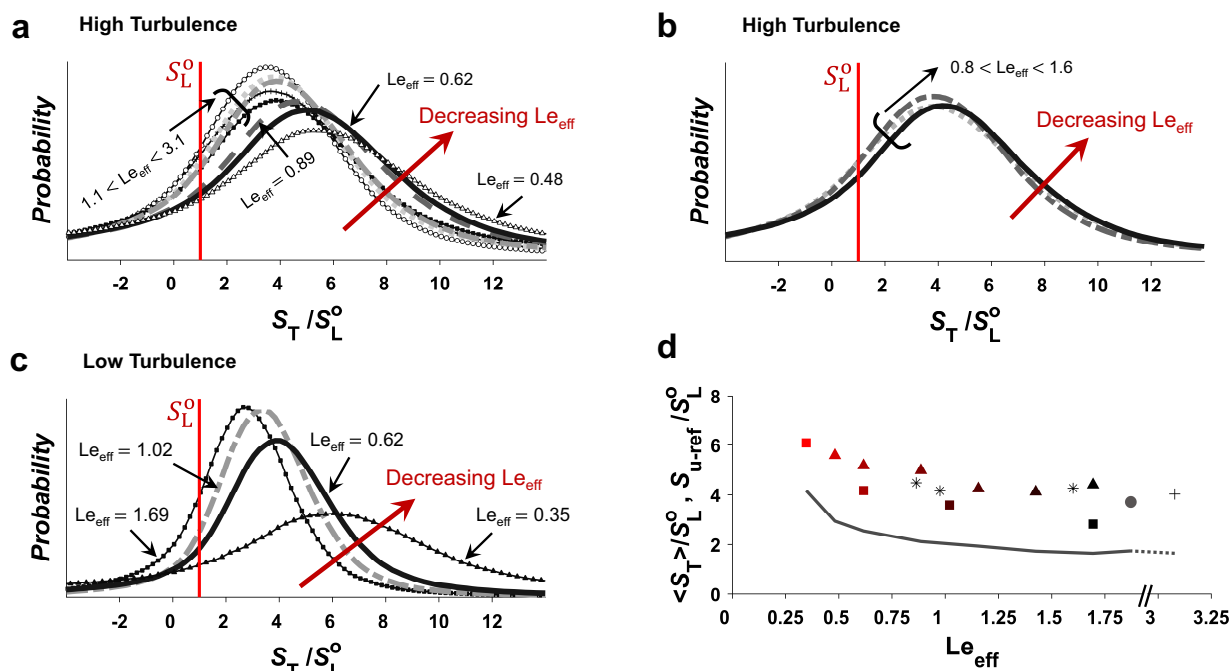 a High Turbulence
S_L^o
Le_eff = 0.62
Decreasing Le_eff
1.1 < Le_eff < 3.1
Le_eff = 0.89
Le_eff = 0.48
Probability
-2 0 2 4 6 8 10 12
S_T /S_L^o
b High Turbulence
S_L^o
0.8 < Le_eff < 1.6
Decreasing Le_eff
Probability
-2 0 2 4 6 8 10 12
S_T /S_L^o
c Low Turbulence
S_L^o
Le_eff = 1.02
Le_eff = 0.62
Decreasing Le_eff
Le_eff = 1.69
Le_eff = 0.35
Probability
-2 0 2 4 6 8 10 12
S_T /S_L^o
d
<S_T>/S_L^o , S_u-ref /S_L^o
8
6
4
2
0
0 0.25 0.5 0.75 1 1.25 1.5 1.75 3 3.25
Le_eff